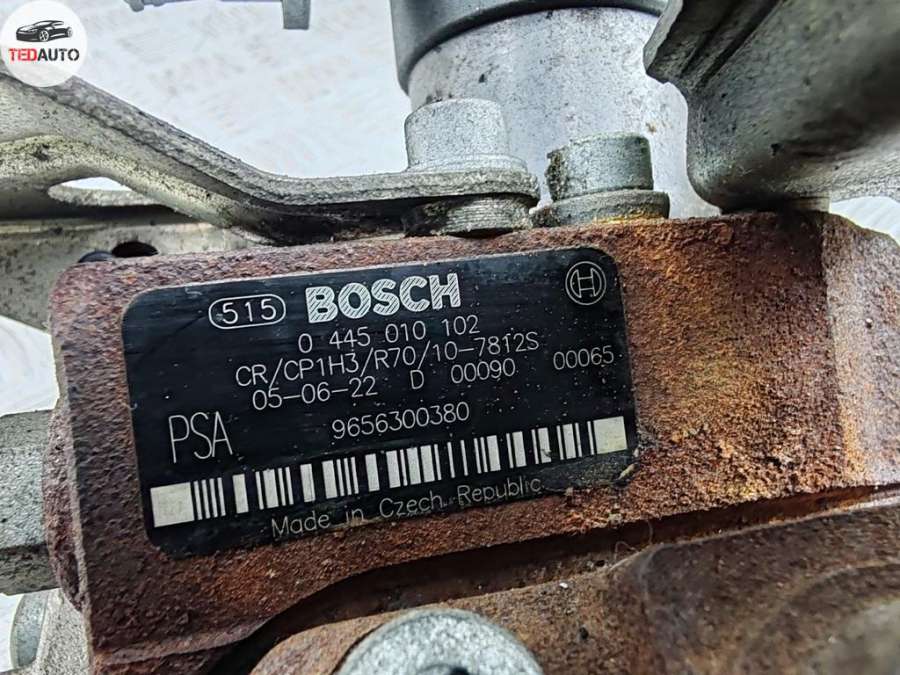 TEDAUTO
515 BOSCH
0 445 010 102
CR/CP1H3/R70/10-7812S
05-06-22 D 00090 00065
PSA 9656300380
Made in Czech Republic